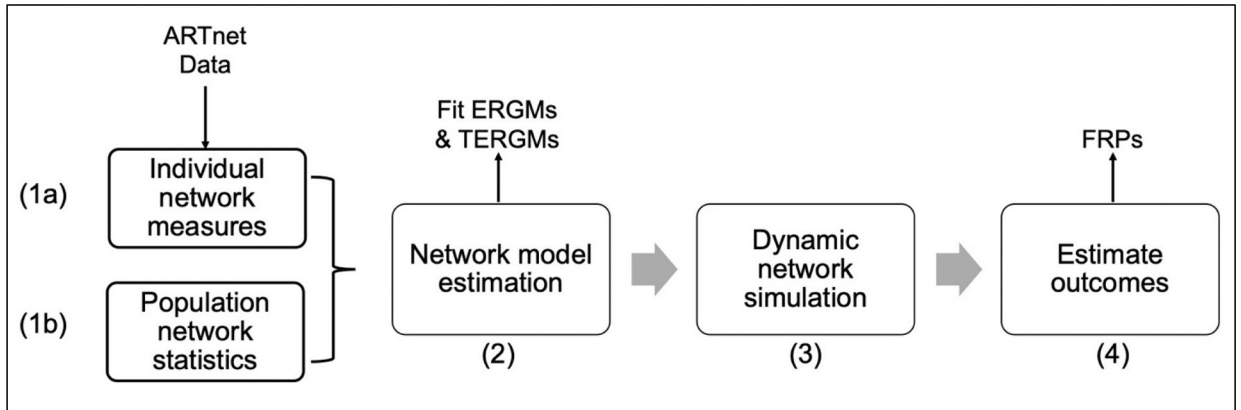 ARTnet
Data
(1a)
Individual
network
measures
(1b)
Population
network
statistics
Fit ERGMs
& TERGMs
Network model
estimation
(2)
Dynamic
network
simulation
(3)
FRPs
Estimate
outcomes
(4)